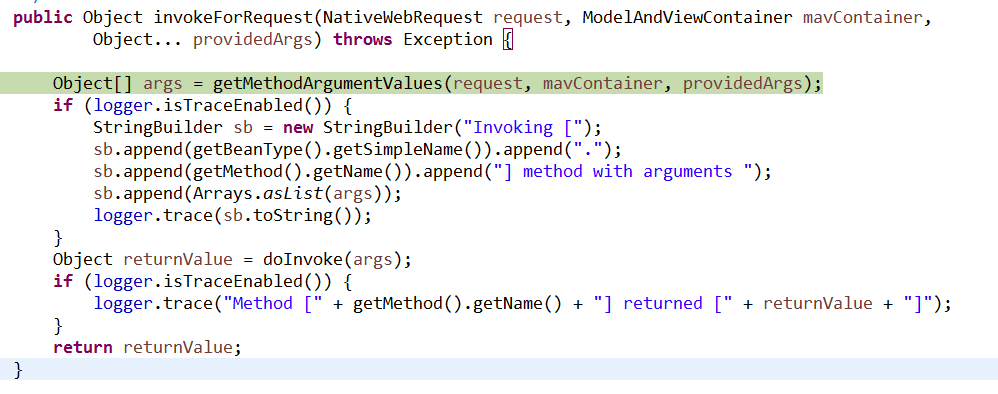 public Object invokeForRequest(NativeWebRequest request, ModelAndViewContainer mavContainer,
        Object... providedArgs) throws Exception {
    Object[] args = getMethodArgumentValues(request, mavContainer, providedArgs);
    if (logger.isTraceEnabled()) {
        StringBuilder sb = new StringBuilder("Invoking [");
        sb.append(getBeanType().getSimpleName()).append(".");
        sb.append(getMethod().getName()).append("] method with arguments ");
        sb.append(Arrays.asList(args));
        logger.trace(sb.toString());
    }
    Object returnValue = doInvoke(args);
    if (logger.isTraceEnabled()) {
        logger.trace("Method [" + getMethod().getName() + "] returned [" + returnValue + "]");
    }
    return returnValue;
}